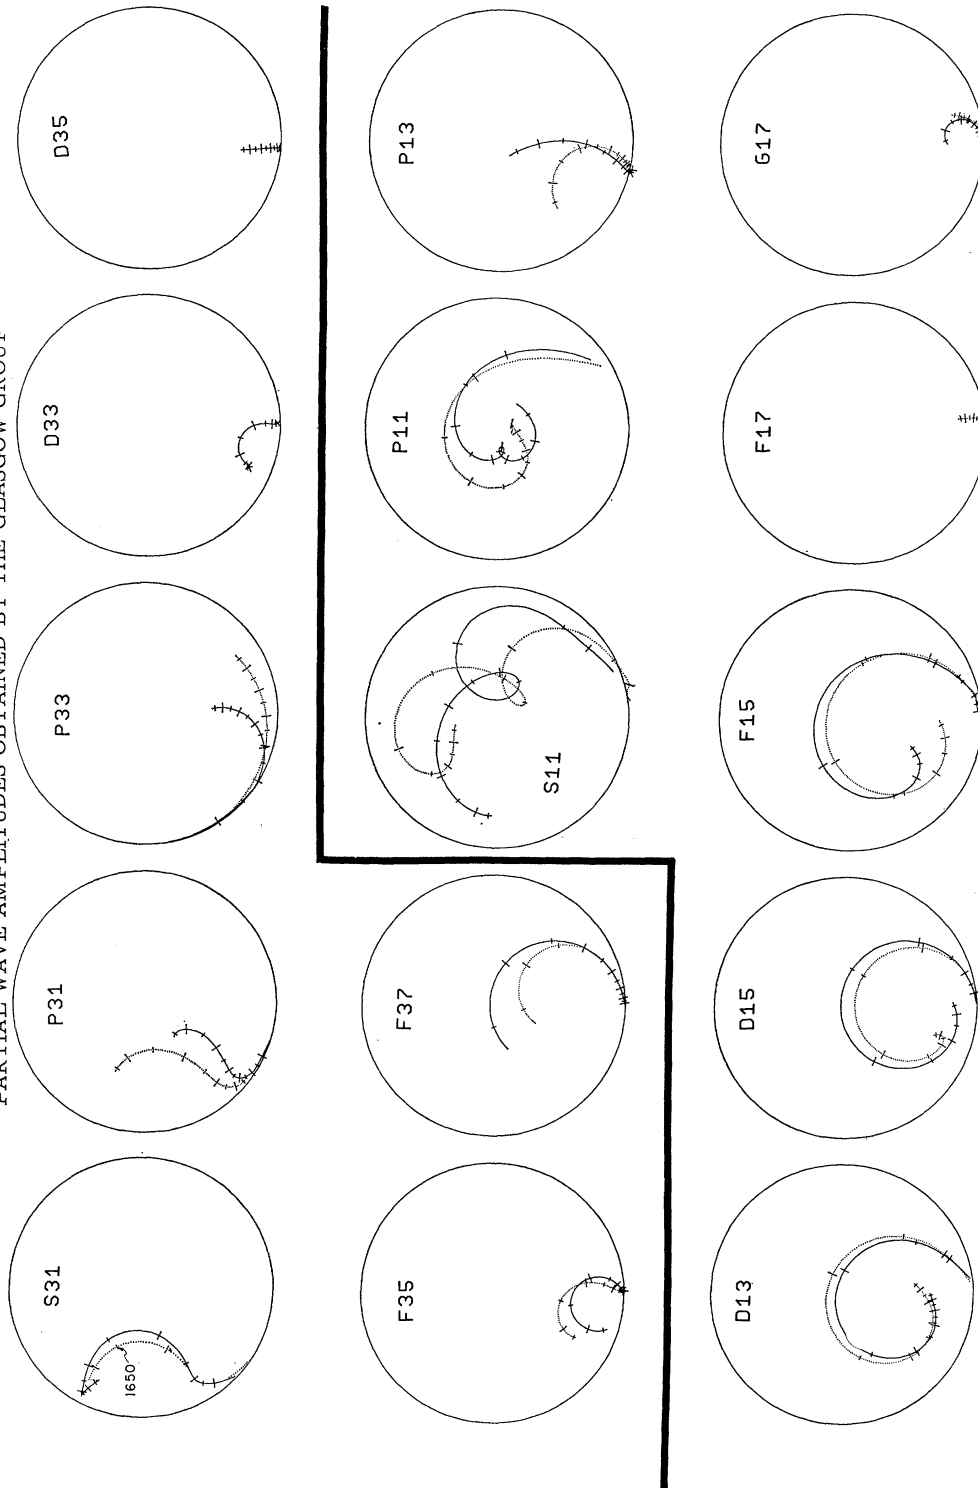 PARTIAL WAVE AMPLITUDES OBTAINED BY THE GLASGOW GROUP
S31
P31
P33
D33
D35
1650
F35
F37
S11
P11
P13
D13
D15
F15
F17
G17